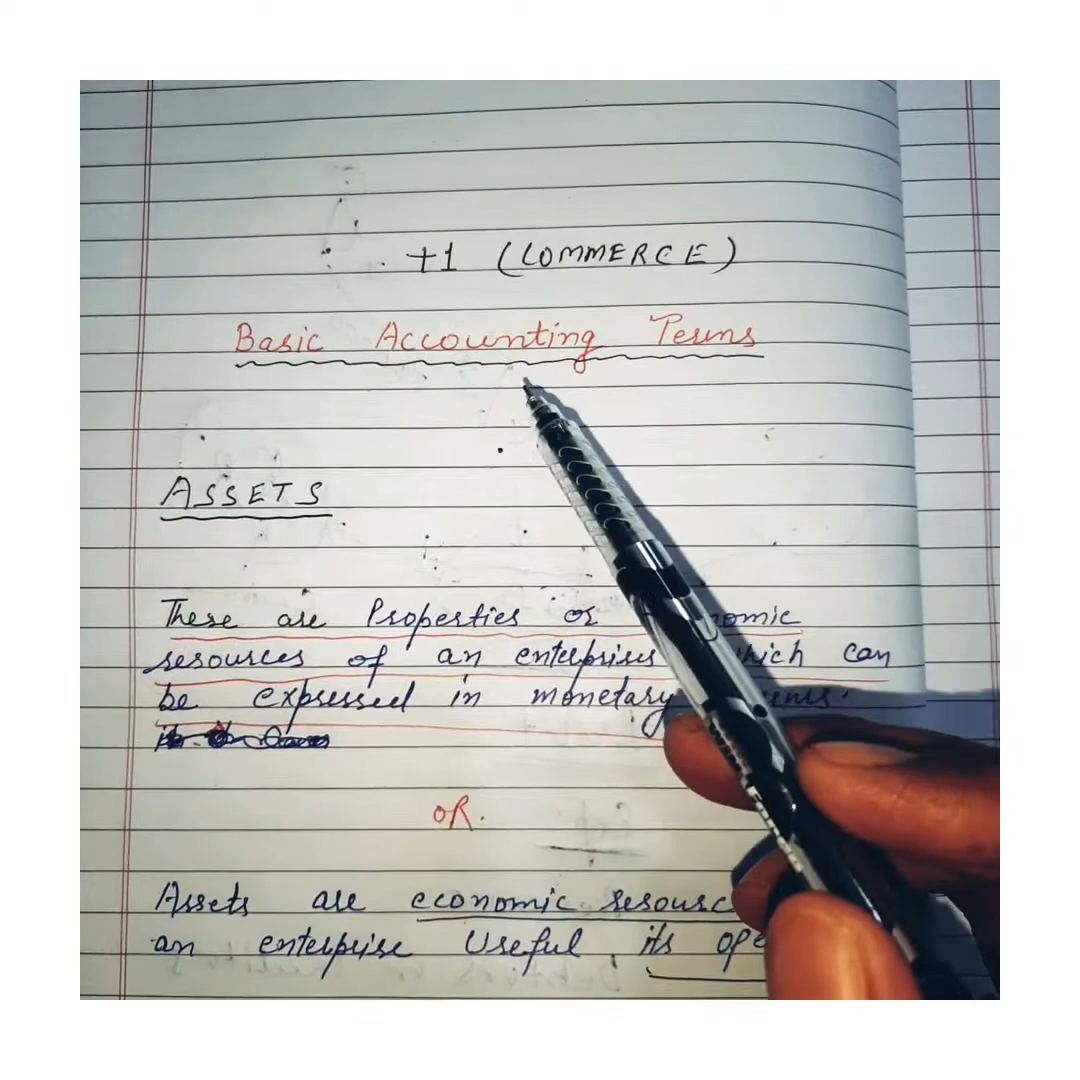 +1 (COMMERCE)
Basic Accounting Terms
ASSETS
These are Properties or nomic
resources of an enterprises which can
be expressed in monetary
OR.
Assets are economic resourc
an enterprise Useful its ope